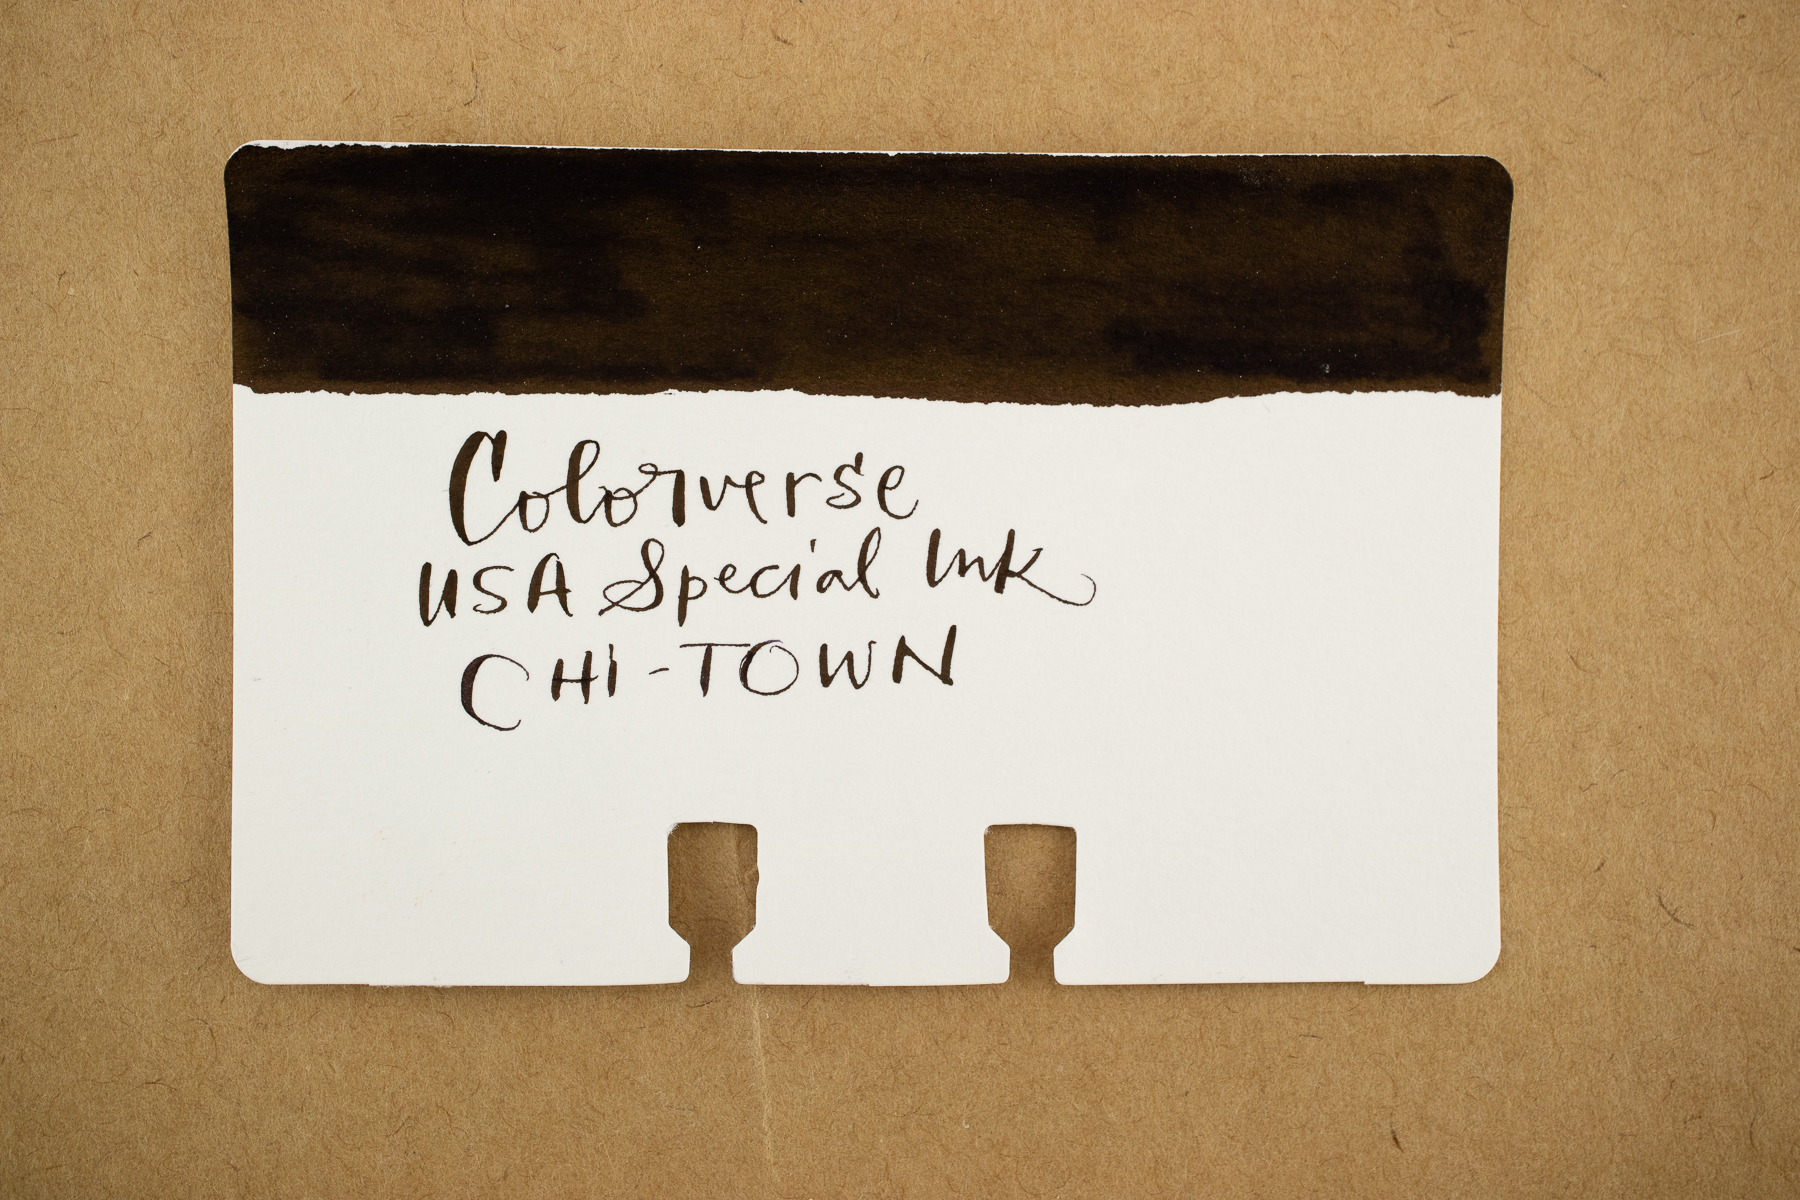 Colorverse
USA Special Ink
CHI-TOWN